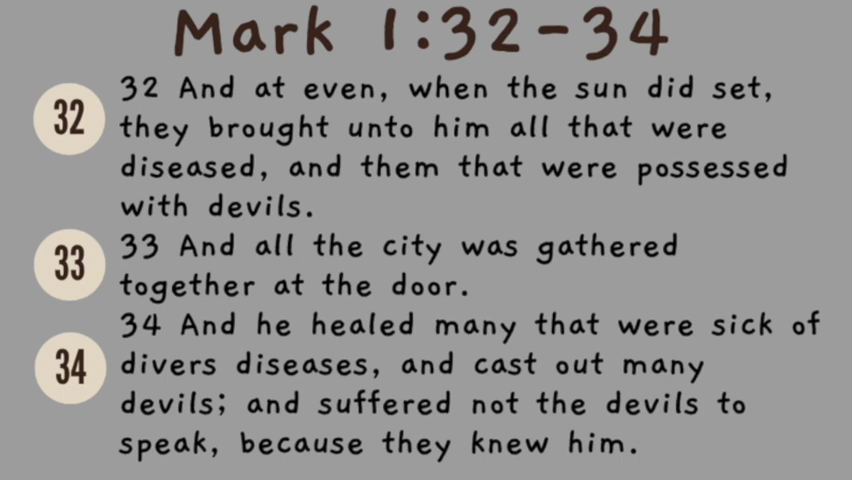 Mark 1:32-34
32
32 And at even, when the sun did set,
they brought unto him all that were
diseased, and them that were possessed
with devils.
33
33 And all the city was gathered
together at the door.
34
34 And he healed many that were sick of
divers diseases, and cast out many
devils; and suffered not the devils to
speak, because they knew him.